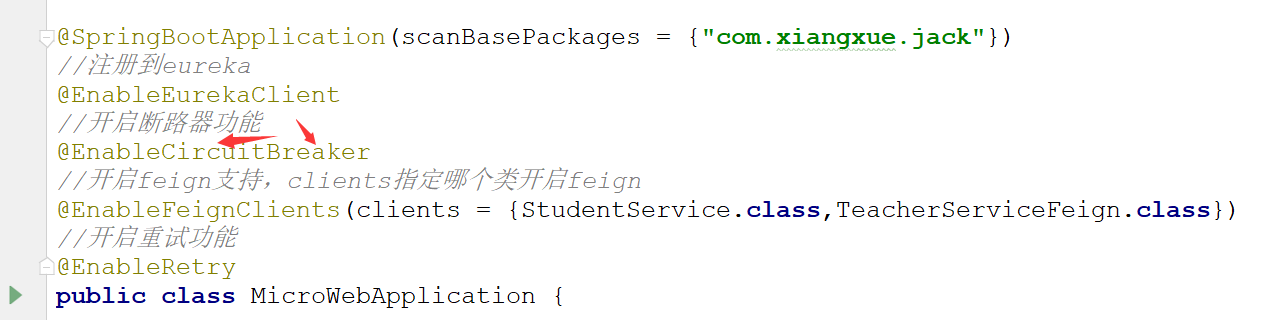 @SpringBootApplication(scanBasePackages = {"com.xiangxue.jack"})
//注册到eureka
@EnableEurekaClient
//开启断路器功能
@EnableCircuitBreaker
//开启feign支持，clients指定哪个类开启feign
@EnableFeignClients(clients = {StudentService.class,TeacherServiceFeign.class})
//开启重试功能
@EnableRetry
public class MicroWebApplication {